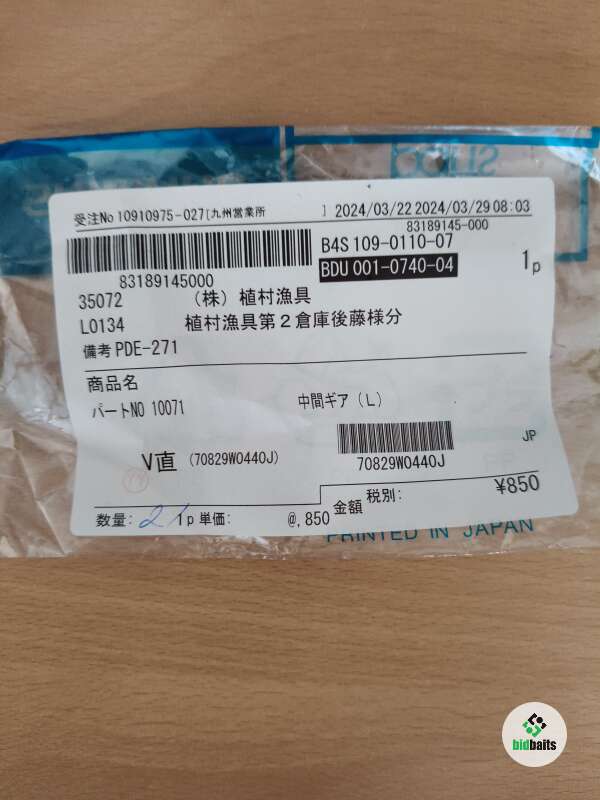 受注No 10910975-027[九州営業所 ] 2024/03/22 2024/03/29 08:03
83189145-000
B4S 109-0110-07
83189145000 BDU 001-0740-04 1p
35072 （株）植村漁具
L0134 植村漁具第２倉庫後藤様分
備考 PDE-271
商品名
パートNO 10071 中間ギア（L）
JP
V直 (70829W0440J) 70829W0440J
数量: 2 1p 単価: @,850 金額 税別: ¥850
PRINTED IN JAPAN
bidbaits